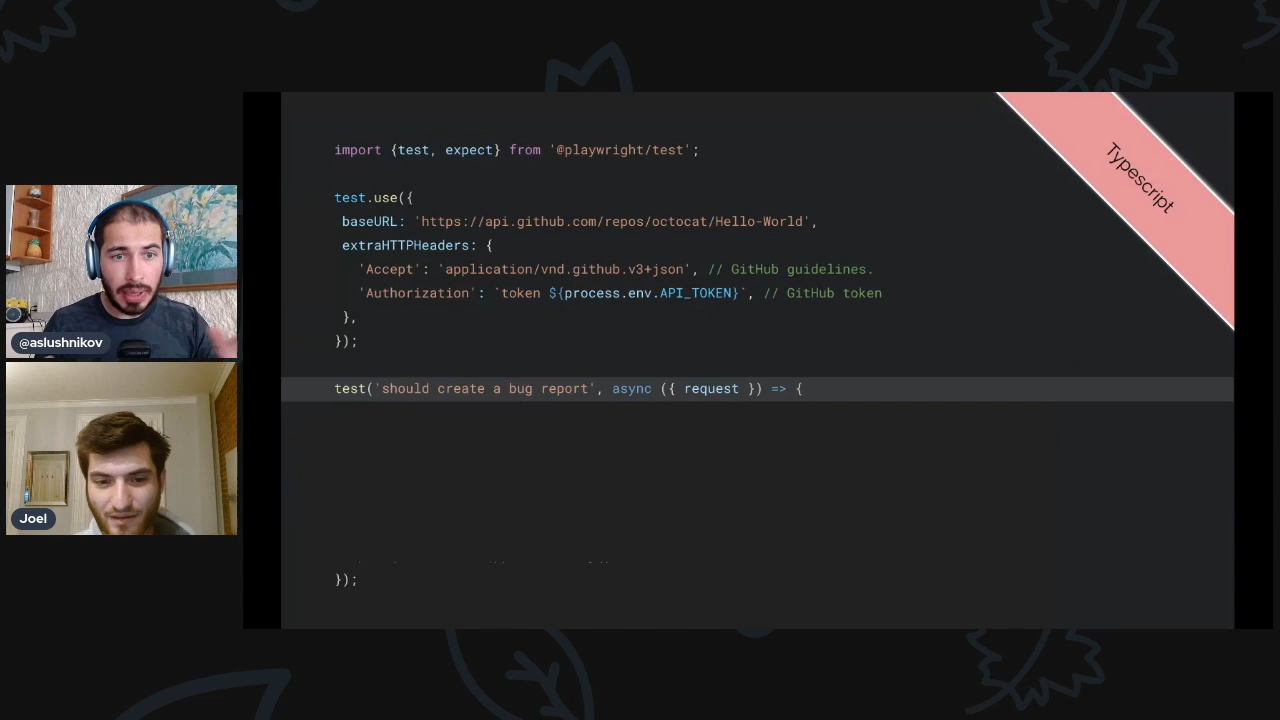 @aslushnikov
Joel
import {test, expect} from '@playwright/test';
test.use({
baseURL: 'https://api.github.com/repos/octocat/Hello-World',
extraHTTPHeaders: {
'Accept': 'application/vnd.github.v3+json', // GitHub guidelines.
'Authorization': `token ${process.env.API_TOKEN}`, // GitHub token
},
});
test('should create a bug report', async ({ request }) => {
});
Typescript